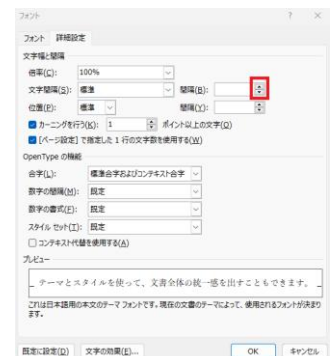 フォント ? ×
フォント 詳細設定
文字幅と間隔
倍率(C): 100%
文字間隔(S): 標準 間隔(B):
位置(P): 標準 間隔(Y):
カーニングを行う(K): 1 ポイント以上の文字(O)
[ページ設定] で指定した 1 行の文字数を使用する(W)
OpenType の機能
合字(L): 標準合字およびコンテキスト合字
数字の間隔(M): 既定
数字の書式(F): 既定
スタイル セット(T): 既定
コンテキスト代替を使用する(A)
プレビュー
テーマとスタイルを使って、文書全体の統一感を出すこともできます。
これは日本語用の本文のテーマ フォントです。現在の文書のテーマによって、使用されるフォントが決まり
ます。
既定に設定(D) 文字の効果(E)... OK キャンセル